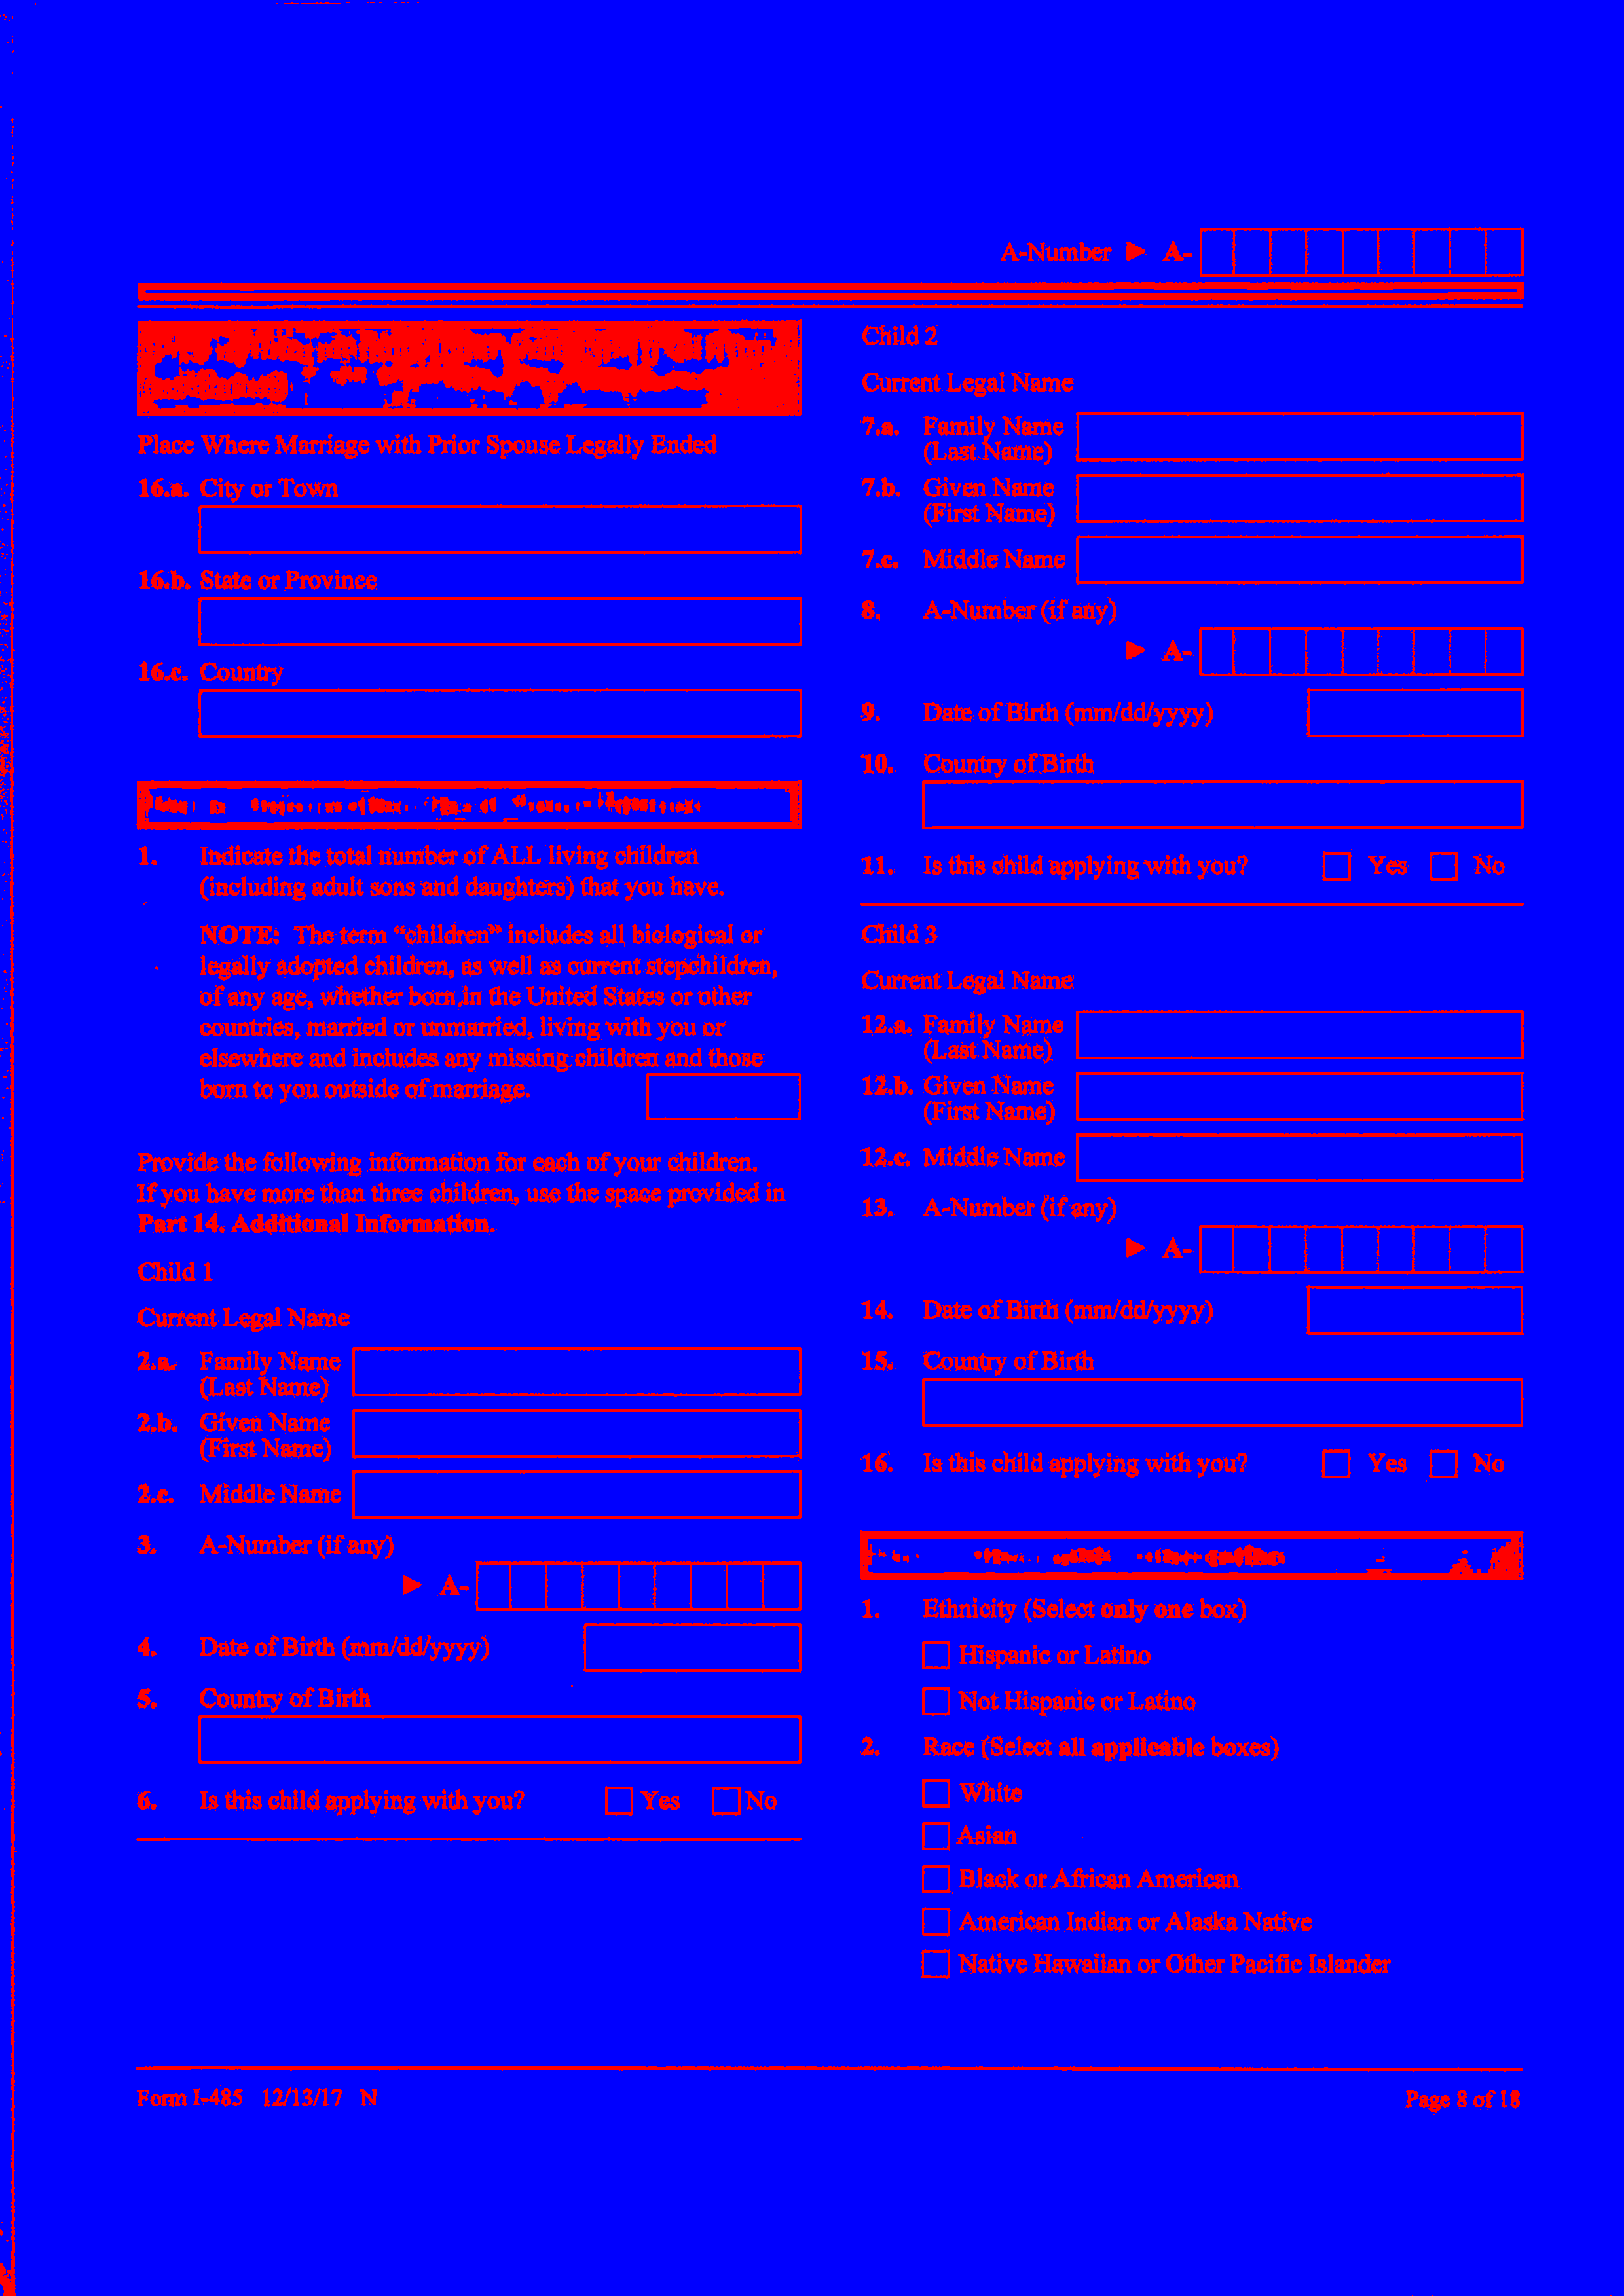 A-Number ► A-
Place Where Marriage with Prior Spouse Legally Ended
16.a. City or Town
16.b. State or Province
16.c. Country
1. Indicate the total number of ALL living children
(including adult sons and daughters) that you have.
NOTE: The term “children” includes all biological or
legally adopted children, as well as current stepchildren,
of any age, whether born in the United States or other
countries, married or unmarried, living with you or
elsewhere and includes any missing children and those
born to you outside of marriage.
Provide the following information for each of your children.
If you have more than three children, use the space provided in
Part 14. Additional Information.
Child 1
Current Legal Name
2.a. Family Name
(Last Name)
2.b. Given Name
(First Name)
2.c. Middle Name
3. A-Number (if any)
► A-
4. Date of Birth (mm/dd/yyyy)
5. Country of Birth
6. Is this child applying with you? Yes No
Child 2
Current Legal Name
7.a. Family Name
(Last Name)
7.b. Given Name
(First Name)
7.c. Middle Name
8. A-Number (if any)
► A-
9. Date of Birth (mm/dd/yyyy)
10. Country of Birth
11. Is this child applying with you? Yes No
Child 3
Current Legal Name
12.a. Family Name
(Last Name)
12.b. Given Name
(First Name)
12.c. Middle Name
13. A-Number (if any)
► A-
14. Date of Birth (mm/dd/yyyy)
15. Country of Birth
16. Is this child applying with you? Yes No
1. Ethnicity (Select only one box)
Hispanic or Latino
Not Hispanic or Latino
2. Race (Select all applicable boxes)
White
Asian
Black or African American
American Indian or Alaska Native
Native Hawaiian or Other Pacific Islander
Form I-485 12/13/17 N
Page 8 of 18